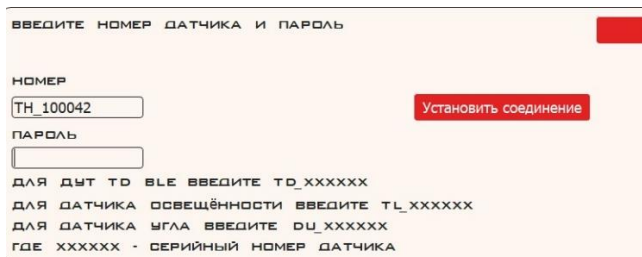 ВВЕДИТЕ НОМЕР ДАТЧИКА И ПАРОЛЬ
НОМЕР
TH_100042
Установить соединение
ПАРОЛЬ
ДЛЯ ДУТ TD BLE ВВЕДИТЕ TD_XXXXXX
ДЛЯ ДАТЧИКА ОСВЕЩЁННОСТИ ВВЕДИТЕ TL_XXXXXX
ДЛЯ ДАТЧИКА УГЛА ВВЕДИТЕ DU_XXXXXX
ГДЕ XXXXXX - СЕРИЙНЫЙ НОМЕР ДАТЧИКА